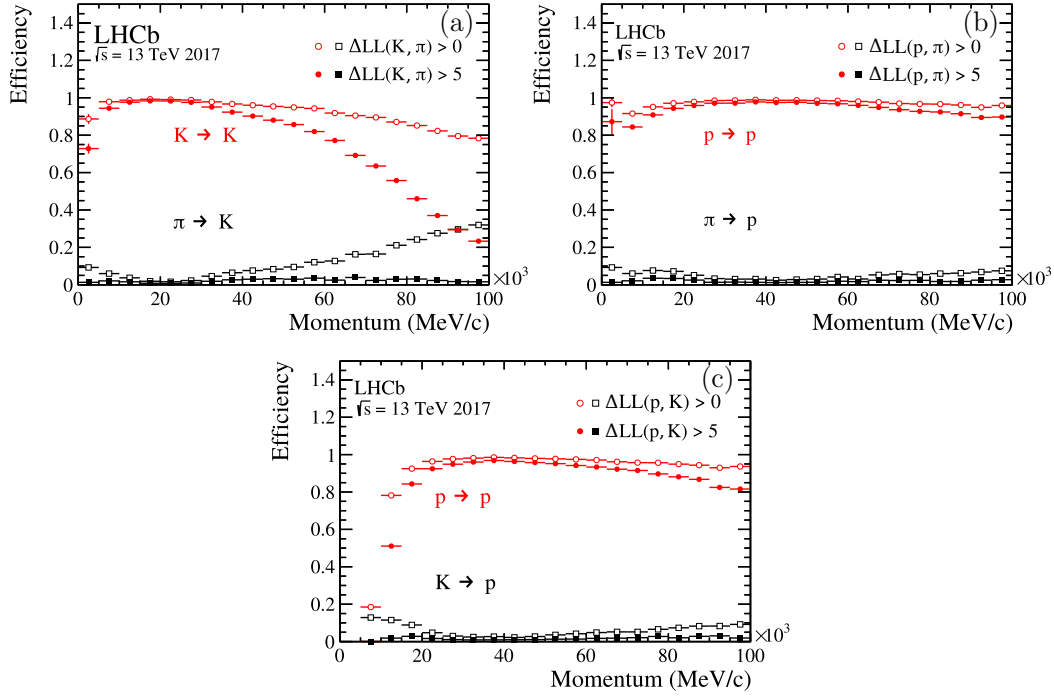 (a)
LHCb
√s = 13 TeV 2017
ΔLL(K, π) > 0
ΔLL(K, π) > 5
K → K
π → K
Efficiency
1.4
1.2
1
0.8
0.6
0.4
0.2
0
0 20 40 60 80 100
×10³
Momentum (MeV/c)
(b)
LHCb
√s = 13 TeV 2017
ΔLL(p, π) > 0
ΔLL(p, π) > 5
p → p
π → p
Efficiency
1.4
1.2
1
0.8
0.6
0.4
0.2
0
0 20 40 60 80 100
×10³
Momentum (MeV/c)
(c)
LHCb
√s = 13 TeV 2017
ΔLL(p, K) > 0
ΔLL(p, K) > 5
p → p
K → p
Efficiency
1.4
1.2
1
0.8
0.6
0.4
0.2
0
0 20 40 60 80 100
×10³
Momentum (MeV/c)